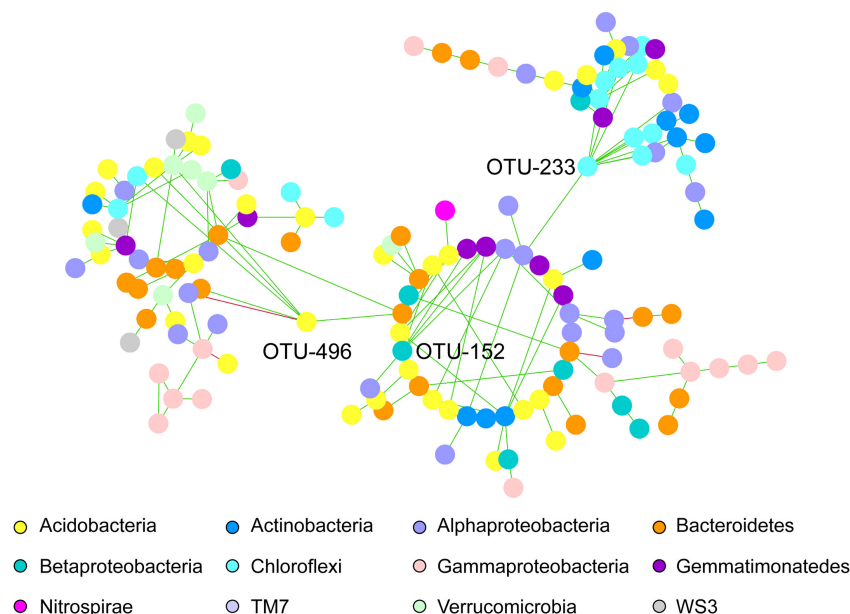 OTU-233
OTU-496
OTU-152
Acidobacteria Actinobacteria Alphaproteobacteria Bacteroidetes
Betaproteobacteria Chloroflexi Gammaproteobacteria Gemmatimonatedes
Nitrospirae TM7 Verrucomicrobia WS3